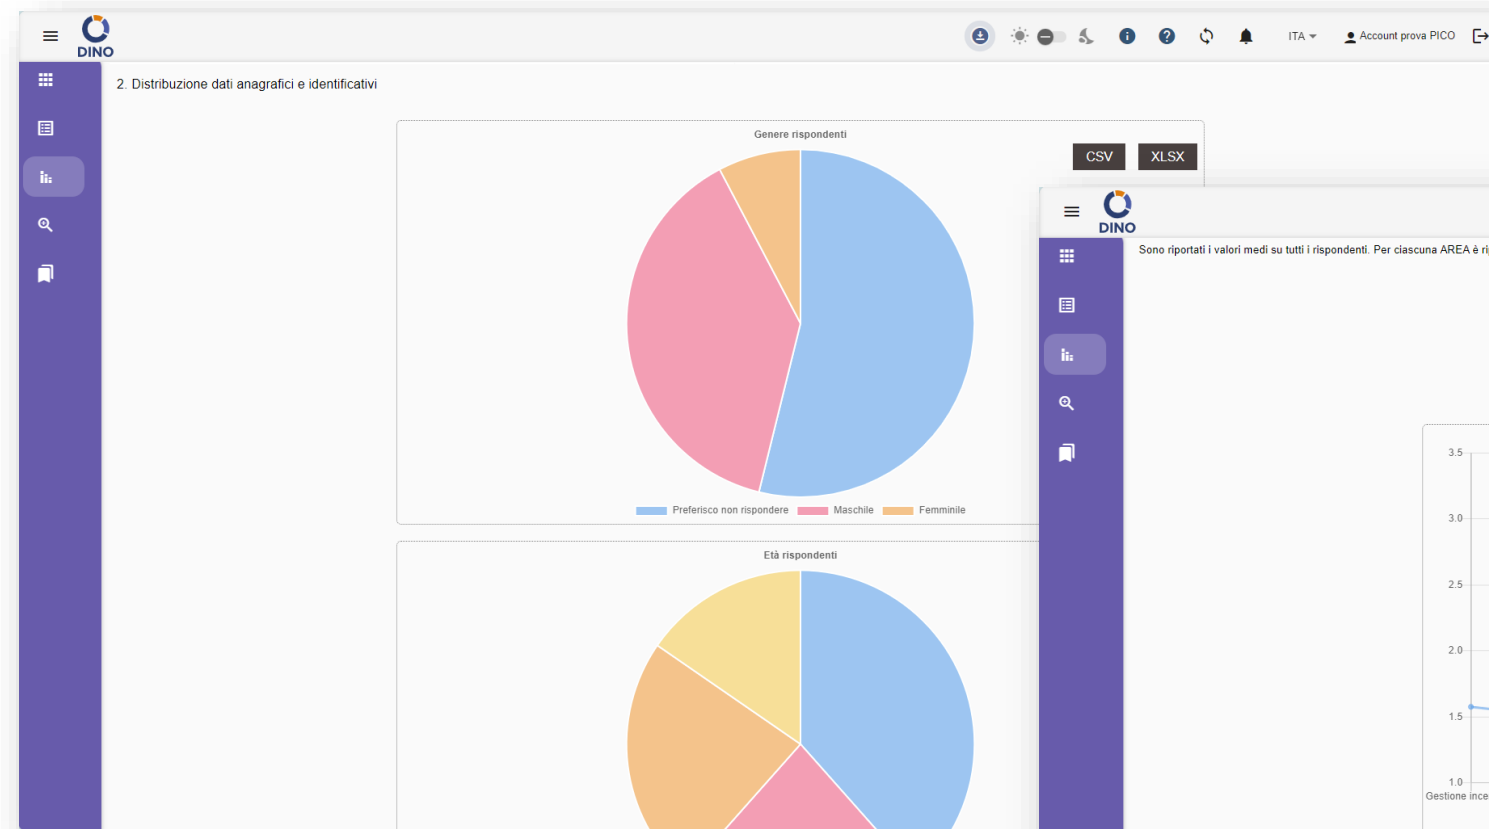 DINO
ITA
Account prova PICO
2. Distribuzione dati anagrafici e identificativi
Genere rispondenti
CSV
XLSX
Preferisco non rispondere
Maschile
Femminile
Età rispondenti
DINO
Sono riportati i valori medi su tutti i rispondenti. Per ciascuna AREA è
3.5
3.0
2.5
2.0
1.5
1.0
Gestione